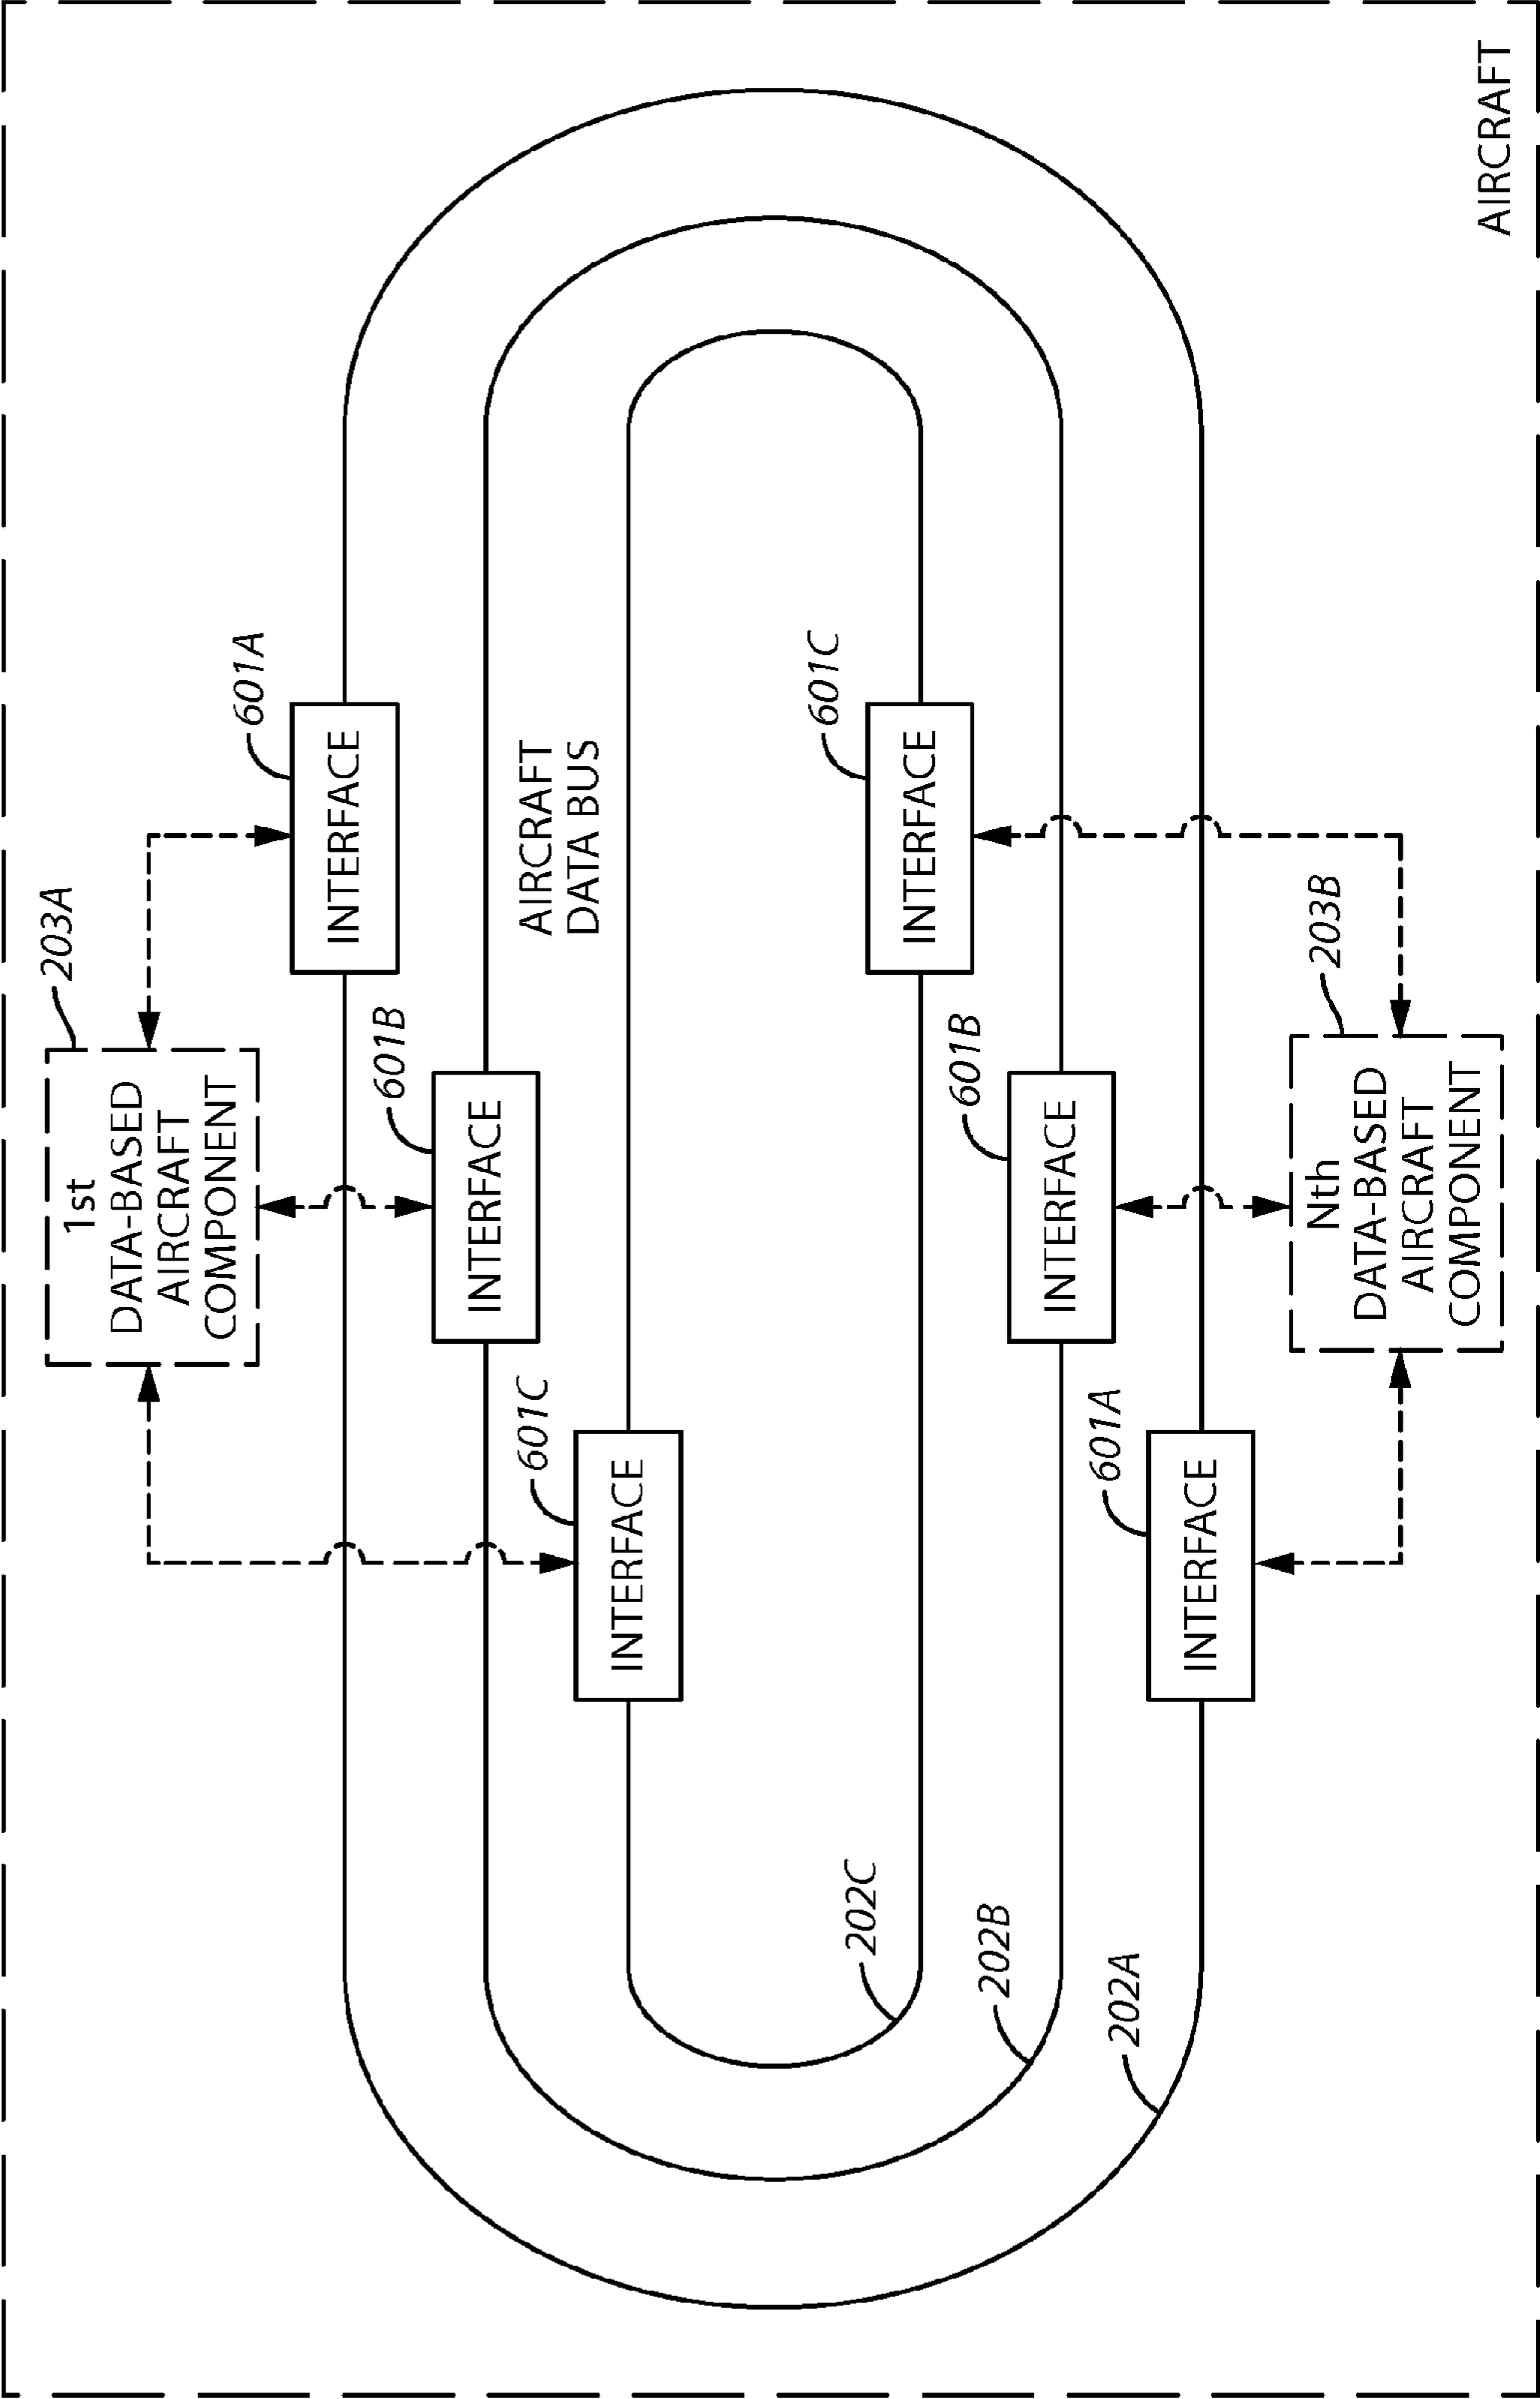 203A
1st
DATA-BASED
AIRCRAFT
COMPONENT
601C
INTERFACE
601B
INTERFACE
601A
INTERFACE
AIRCRAFT
DATA BUS
202C
202B
202A
601A
INTERFACE
601B
INTERFACE
601C
INTERFACE
203B
Nth
DATA-BASED
AIRCRAFT
COMPONENT
AIRCRAFT